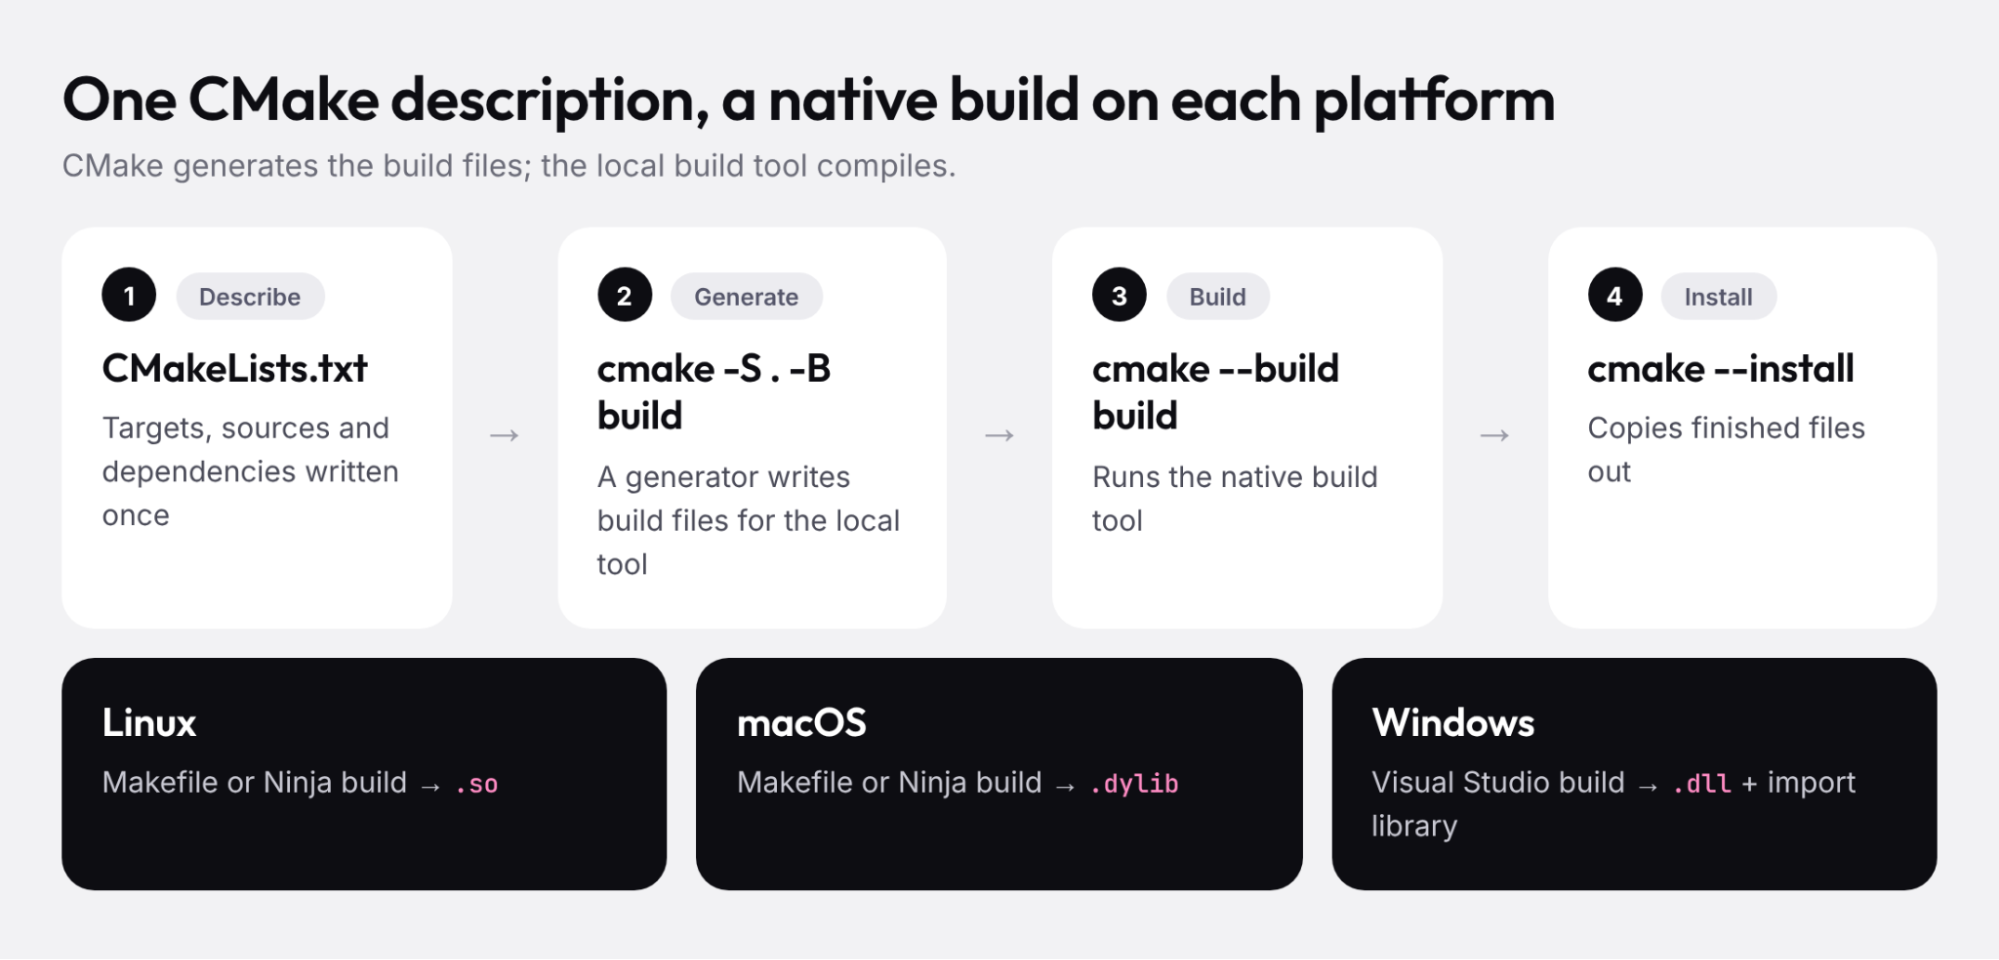 One CMake description, a native build on each platform
CMake generates the build files; the local build tool compiles.
1 Describe
CMakeLists.txt
Targets, sources and
dependencies written
once
→
2 Generate
cmake -S . -B
build
A generator writes
build files for the local
tool
→
3 Build
cmake --build
build
Runs the native build
tool
→
4 Install
cmake --install
Copies finished files
out
Linux
Makefile or Ninja build → .so
macOS
Makefile or Ninja build → .dylib
Windows
Visual Studio build → .dll + import
library